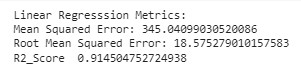 Linear Regresssion Metrics:
Mean Squared Error: 345.04099030520086
Root Mean Squared Error: 18.575279010157583
R2_Score 0.914504752724938